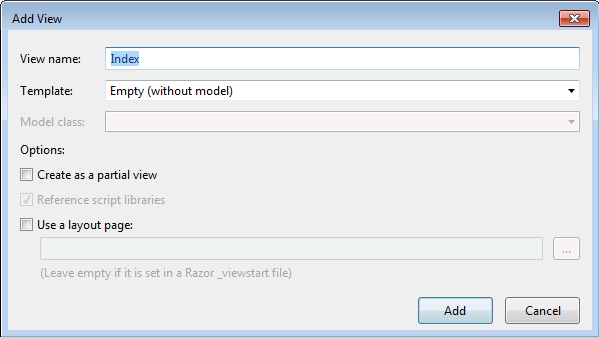 Add View
View name: Index
Template: Empty (without model)
Model class:
Options:
Create as a partial view
Reference script libraries
Use a layout page:
...
(Leave empty if it is set in a Razor _viewstart file)
Add Cancel